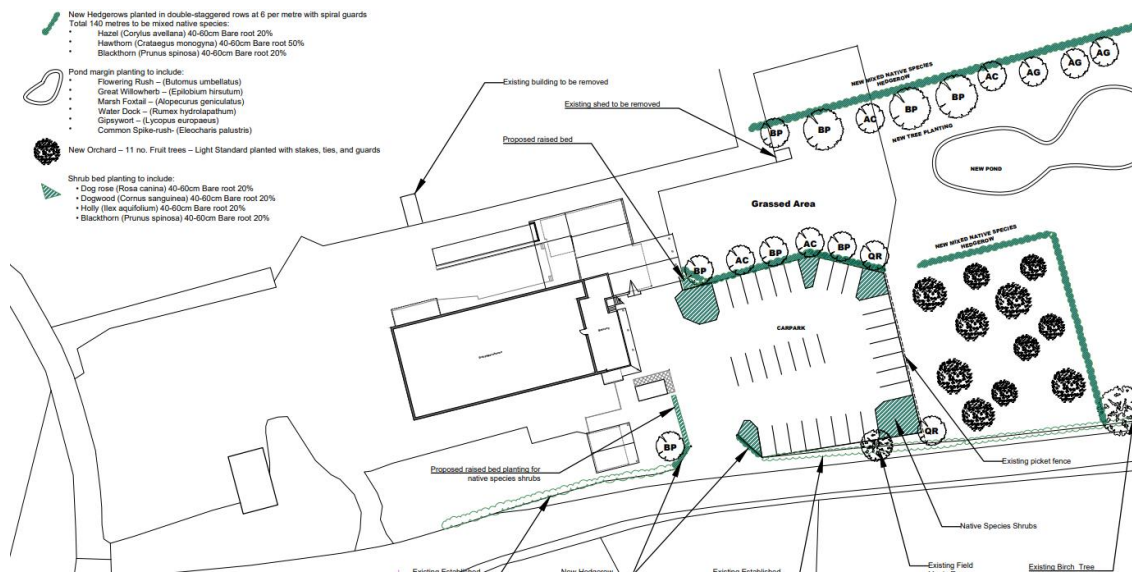 New Hedgerows planted in double-staggered rows at 6 per metre with spiral guards
Total 140 metres to be mixed native species:
• Hazel (Corylus avellana) 40-60cm Bare root 20%
• Hawthorn (Crataegus monogyna) 40-60cm Bare root 50%
• Blackthorn (Prunus spinosa) 40-60cm Bare root 20%
Pond margin planting to include:
• Flowering Rush – (Butomus umbellatus)
• Great Willowherb – (Epilobium hirsutum)
• Marsh Foxtail – (Alopecurus geniculatus)
• Water Dock – (Rumex hydrolapathum)
• Gipsywort – (Lycopus europaeus)
• Common Spike-rush- (Eleocharis palustris)
New Orchard – 11 no. Fruit trees – Light Standard planted with stakes, ties, and guards
Shrub bed planting to include:
• Dog rose (Rosa canina) 40-60cm Bare root 20%
• Dogwood (Cornus sanguinea) 40-60cm Bare root 20%
• Holly (Ilex aquifolium) 40-60cm Bare root 20%
• Blackthorn (Prunus spinosa) 40-60cm Bare root 20%
Existing building to be removed
Existing shed to be removed
Proposed raised bed
NEW MIXED NATIVE SPECIES
HEDGEROW
BP
BP
AC
BP
BP
AC
AG
AG
AG
NEW TREE PLANTING
NEW POND
Grassed Area
NEW MIXED NATIVE SPECIES
HEDGEROW
BP
AC
BP
AC
BP
QR
CARPARK
BP
QR
Proposed raised bed planting for
native species shrubs
Existing picket fence
Native Species Shrubs
Existing Established
New Hedgerow
Existing Established
Existing Field
Existing Birch Tree